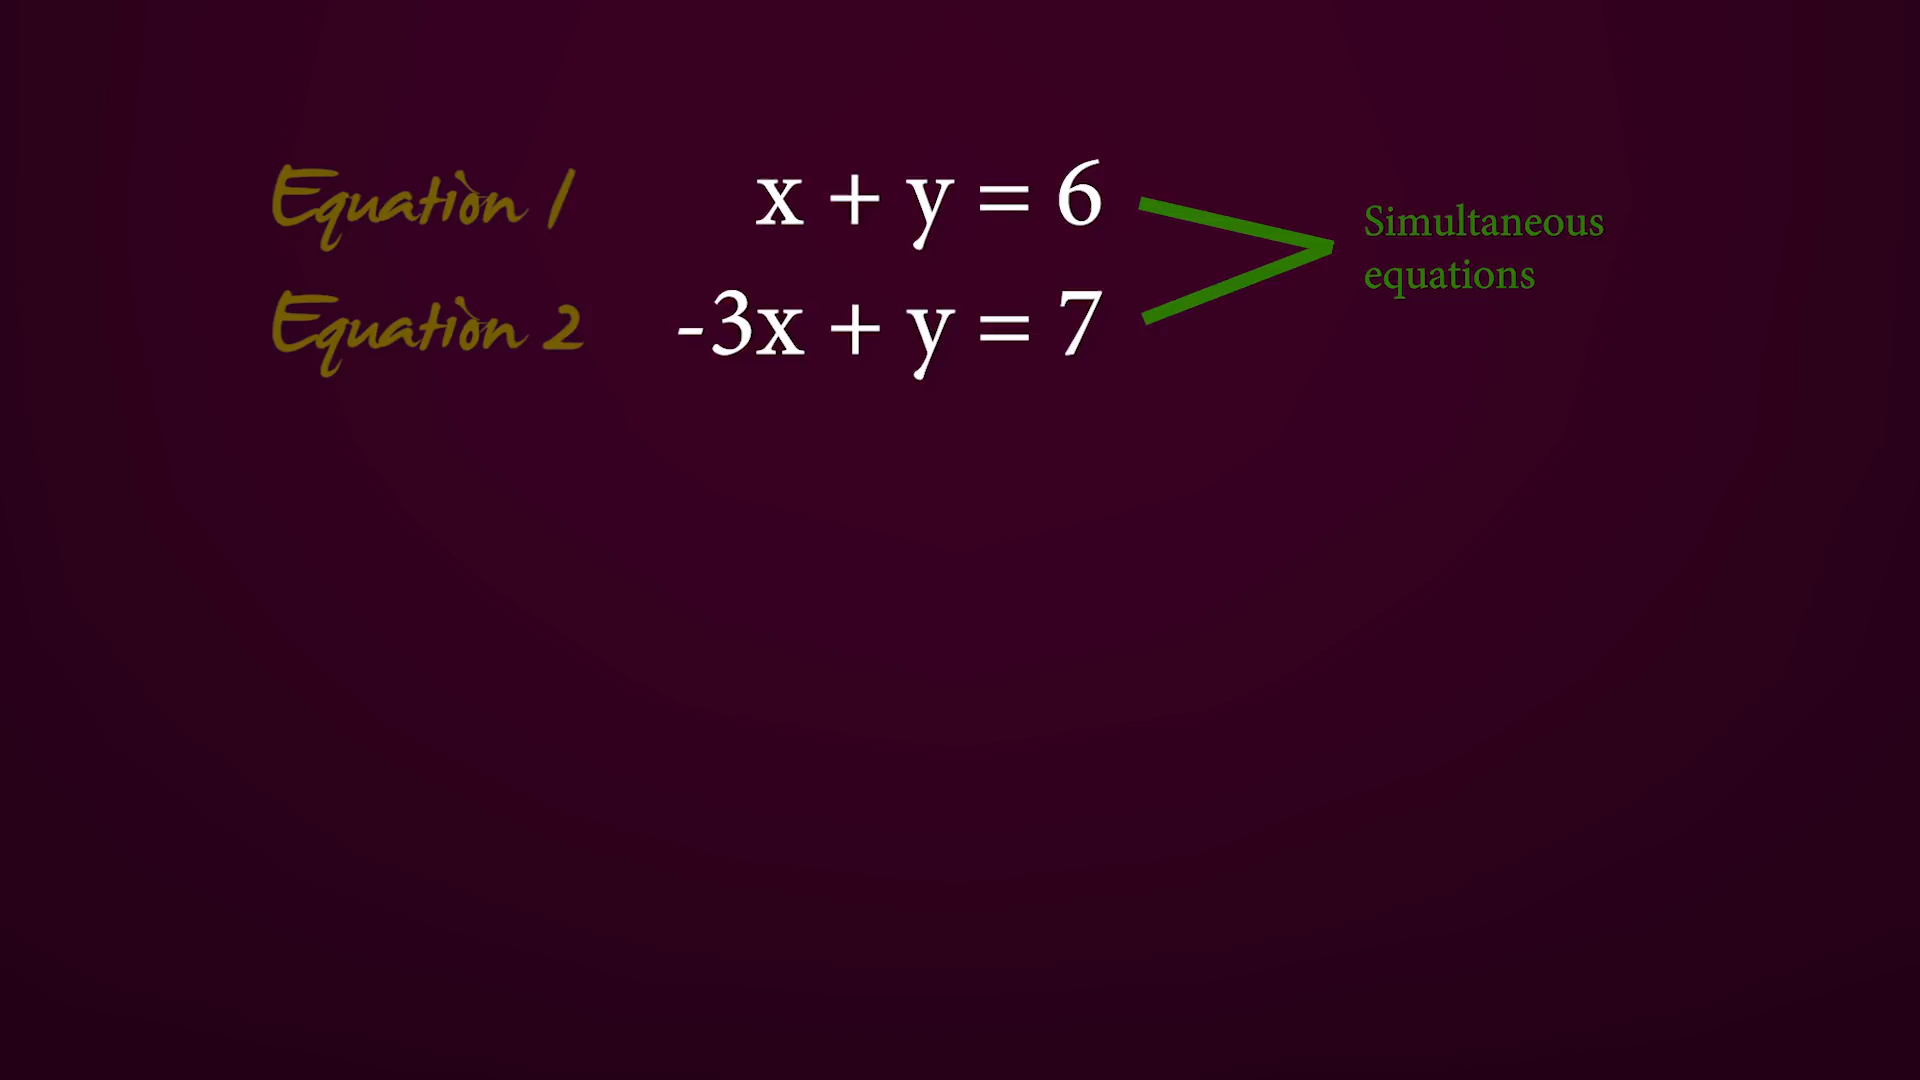 Equation 1 x + y = 6
Equation 2 -3x + y = 7
Simultaneous
equations